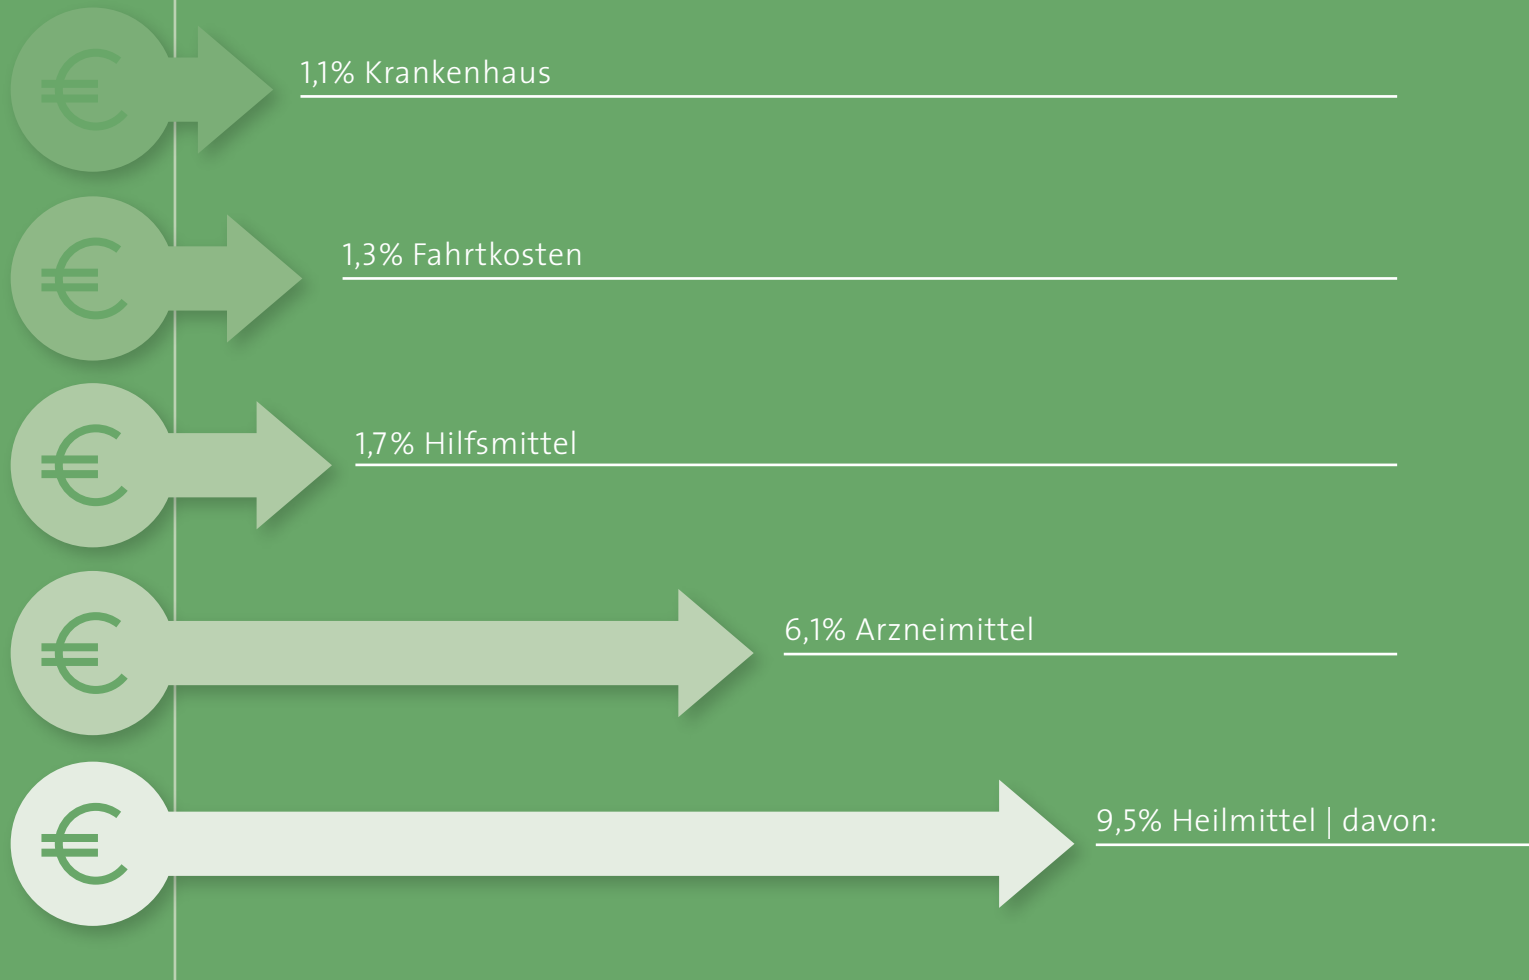 €
1,1% Krankenhaus
€
1,3% Fahrtkosten
€
1,7% Hilfsmittel
€
6,1% Arzneimittel
€
9,5% Heilmittel | davon: